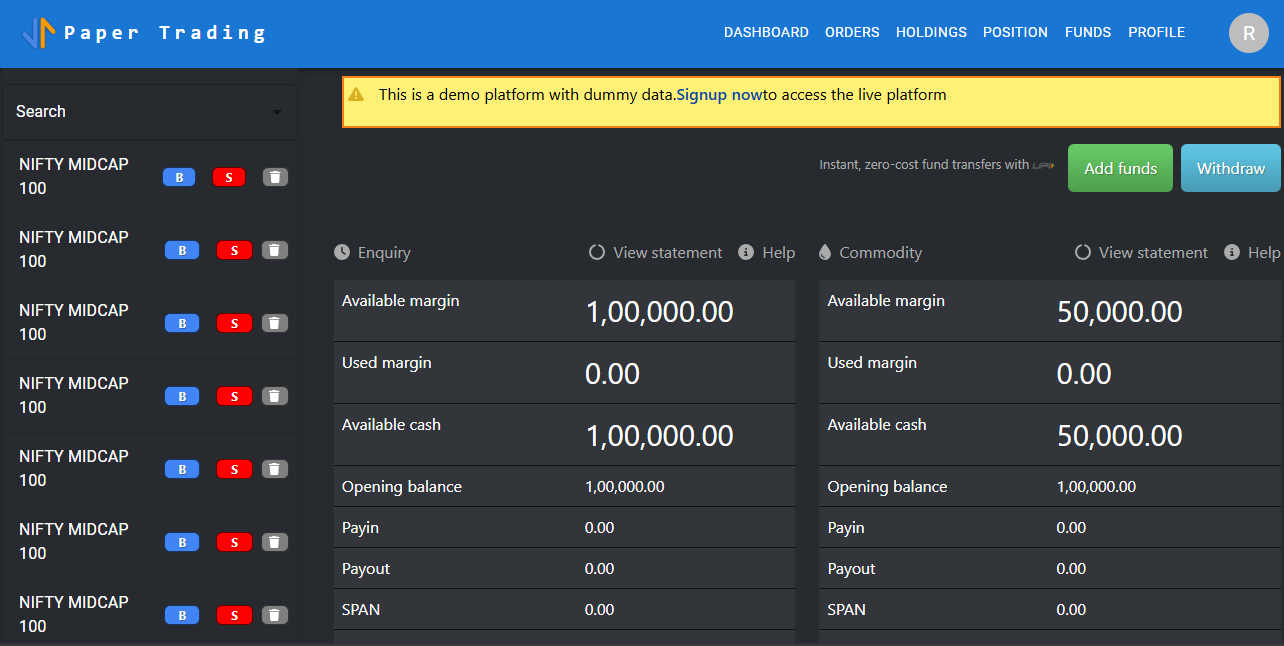 Paper Trading
DASHBOARD ORDERS HOLDINGS POSITION FUNDS PROFILE
R
Search
NIFTY MIDCAP
100
B S
NIFTY MIDCAP
100
B S
NIFTY MIDCAP
100
B S
NIFTY MIDCAP
100
B S
NIFTY MIDCAP
100
B S
NIFTY MIDCAP
100
B S
NIFTY MIDCAP
100
B S
This is a demo platform with dummy data.Signup nowto access the live platform
Instant, zero-cost fund transfers with UPI
Add funds
Withdraw
Enquiry View statement Help
Available margin 1,00,000.00
Used margin 0.00
Available cash 1,00,000.00
Opening balance 1,00,000.00
Payin 0.00
Payout 0.00
SPAN 0.00
Commodity View statement Help
Available margin 50,000.00
Used margin 0.00
Available cash 50,000.00
Opening balance 1,00,000.00
Payin 0.00
Payout 0.00
SPAN 0.00